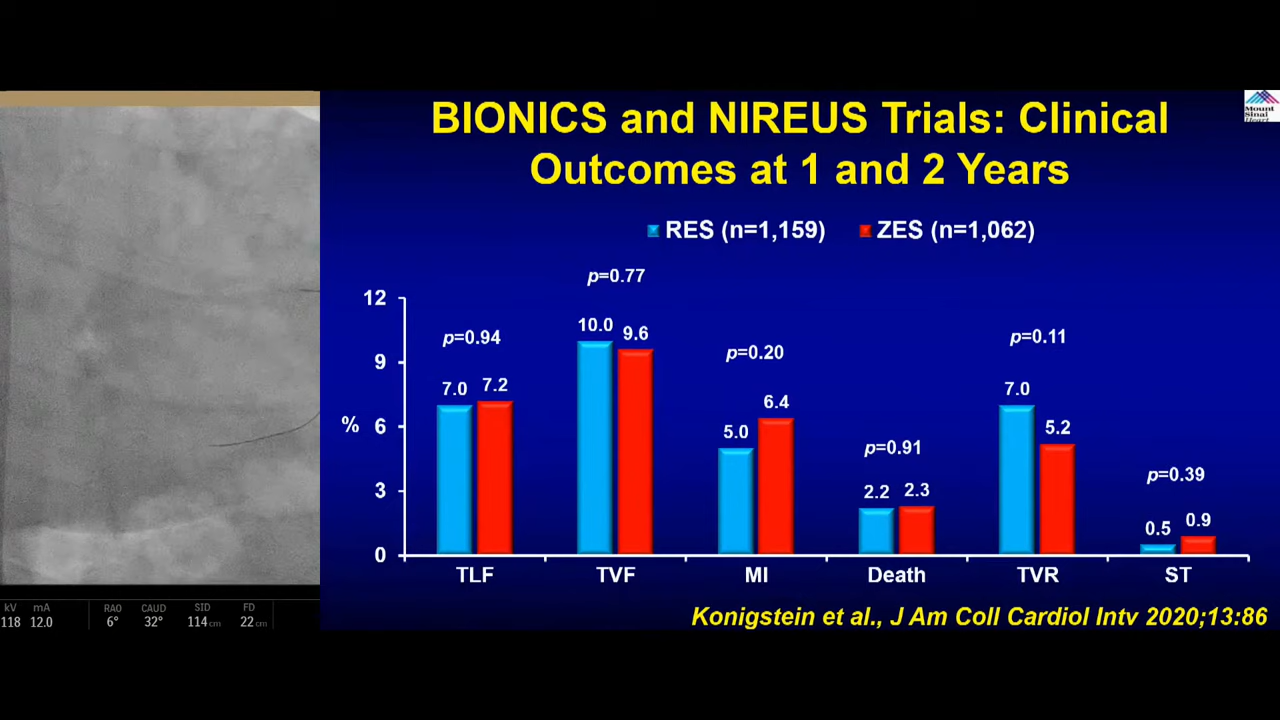 BIONICS and NIREUS Trials: Clinical
Outcomes at 1 and 2 Years
Mount
Sinai
Heart
RES (n=1,159) ZES (n=1,062)
p=0.94
p=0.77
p=0.20
p=0.91
p=0.11
p=0.39
12
9
%
6
3
0
7.0 7.2
10.0 9.6
5.0 6.4
2.2 2.3
7.0 5.2
0.5 0.9
TLF TVF MI Death TVR ST
Konigstein et al., J Am Coll Cardiol Intv 2020;13:86
kV mA RAO CAUD SID FD
118 12.0 6° 32° 114 cm 22 cm